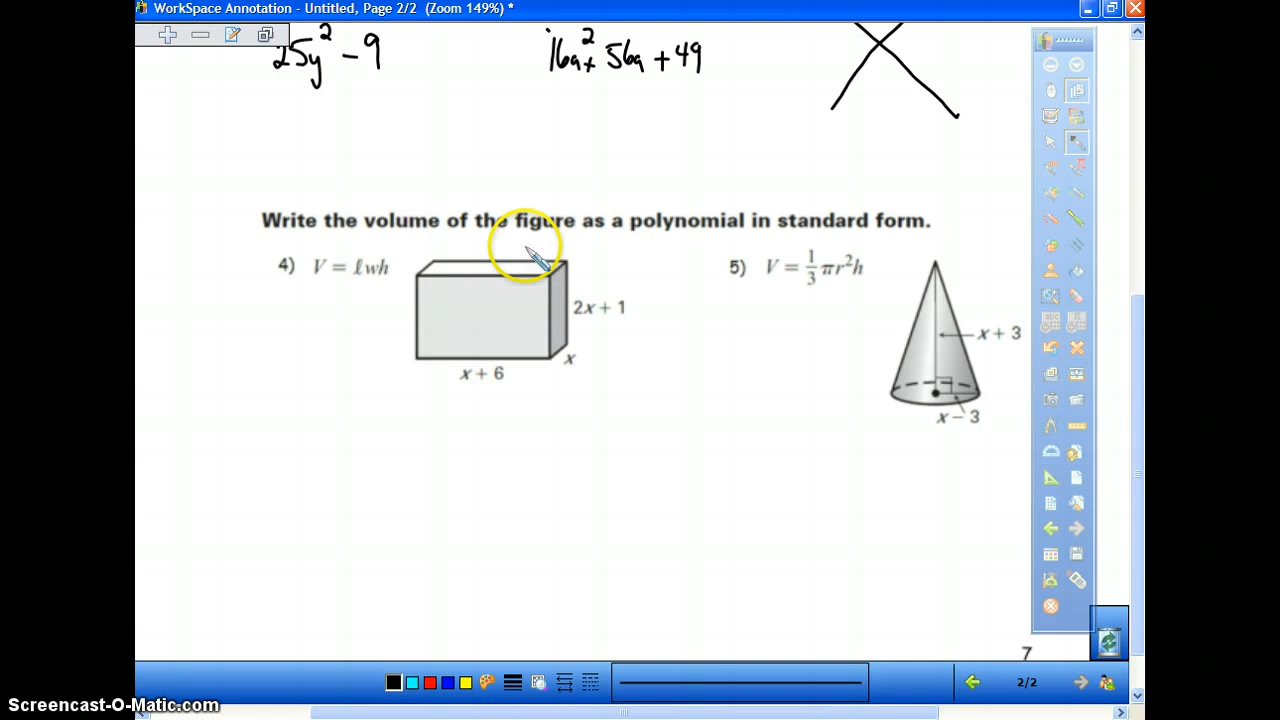 WorkSpace Annotation - Untitled, Page 2/2 (Zoom 149%) *
25y² - 9
16a² + 56a + 49
Write the volume of the figure as a polynomial in standard form.
4) V = ℓwh
2x + 1
x
x + 6
5) V = 1/3 πr²h
x + 3
x - 3
7
2/2
Screencast-O-Matic.com